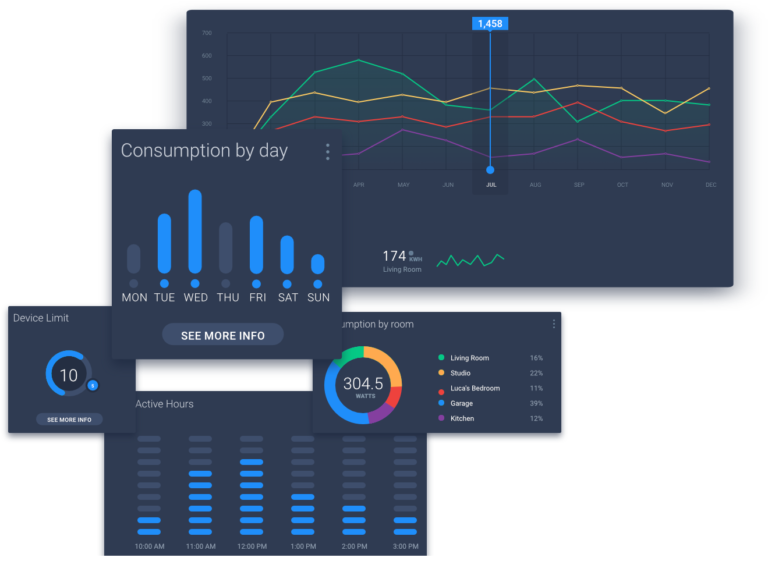 1,458
700
600
500
400
300
APR
MAY
JUN
JUL
AUG
SEP
OCT
NOV
DEC
174 KWH
Living Room
Consumption by day
MON TUE WED THU FRI SAT SUN
SEE MORE INFO
Device Limit
10
SEE MORE INFO
umption by room
304.5
WATTS
Living Room 16%
Studio 22%
Luca's Bedroom 11%
Garage 39%
Kitchen 12%
Active Hours
10:00 AM 11:00 AM 12:00 PM 1:00 PM 2:00 PM 3:00 PM